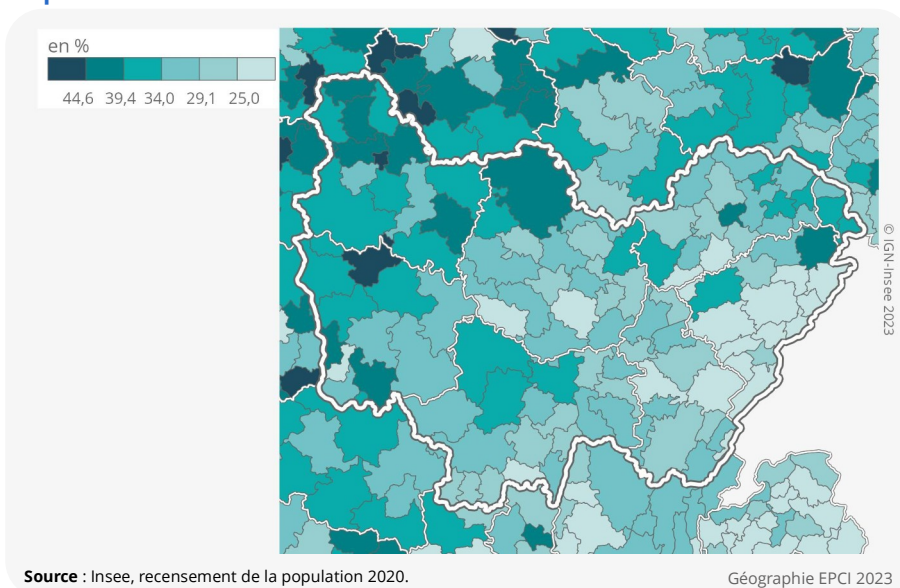 en %
44,6 39,4 34,0 29,1 25,0
© IGN-Insee 2023
Source : Insee, recensement de la population 2020.
Géographie EPCI 2023